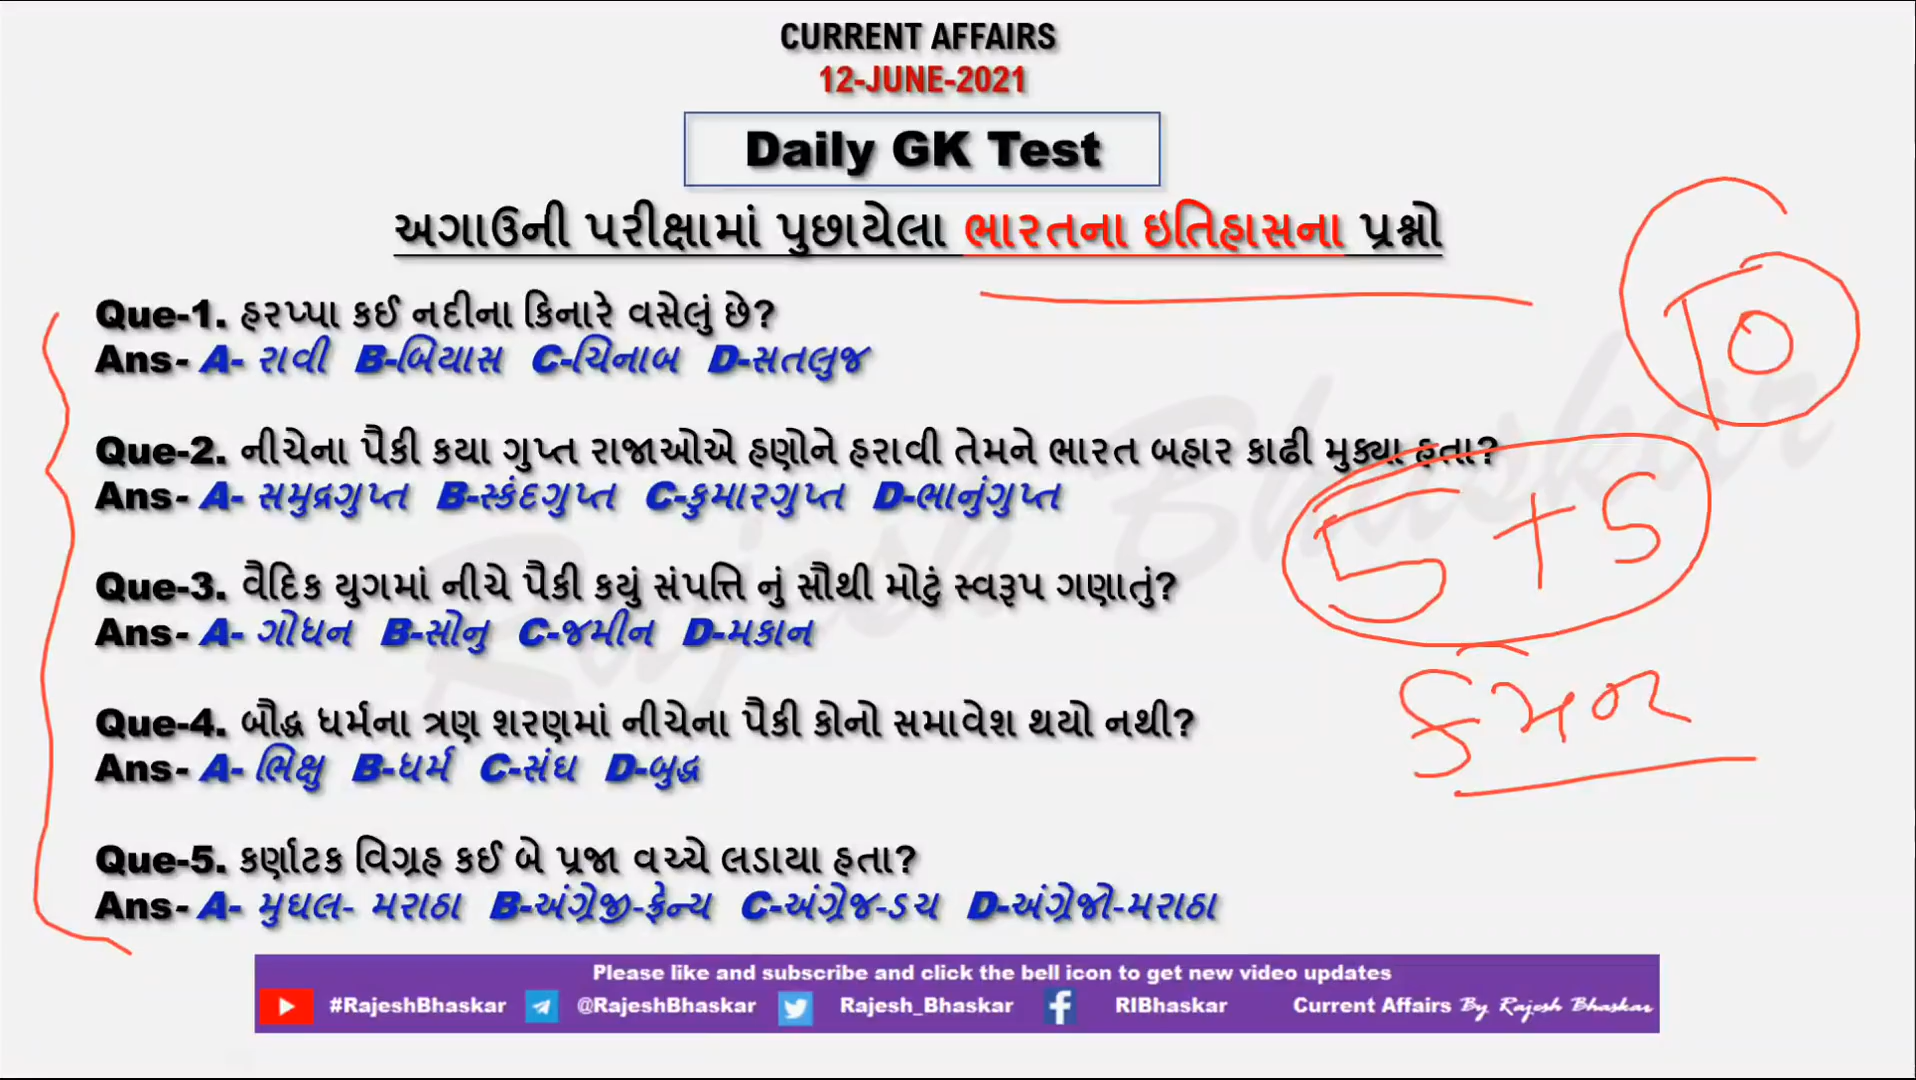 CURRENT AFFAIRS
12-JUNE-2021
Daily GK Test
અગાઉની પરીક્ષામાં પુછાયેલા ભારતના ઇતિહાસના પ્રશ્નો
Que-1. હરપ્પા કઈ નદીના કિનારે વસેલું છે?
Ans- A- રાવી B-બિયાસ C-ચિનાબ D-સતલુજ
10
Que-2. નીચેના પૈકી કયા ગુપ્ત રાજાઓએ હણોને હરાવી તેમને ભારત બહાર કાઢી મુક્યા હતા?
Ans- A- સમુદ્રગુપ્ત B-સ્કંદગુપ્ત C-કુમારગુપ્ત D-ભાનુંગુપ્ત
5+5
Que-3. વૈદિક યુગમાં નીચે પૈકી કયું સંપત્તિ નું સૌથી મોટું સ્વરૂપ ગણાતું?
Ans- A- ગોધન B-સોનુ C-જમીન D-મકાન
Que-4. બૌદ્ધ ધર્મના ત્રણ શરણમાં નીચેના પૈકી કોનો સમાવેશ થયો નથી?
Ans- A- ભિક્ષુ B-ધર્મ C-સંઘ D-બુદ્ધ
Que-5. કર્ણાટક વિગ્રહ કઈ બે પ્રજા વચ્ચે લડાયા હતા?
Ans- A- મુઘલ- મરાઠા B-અંગ્રેજી-ફ્રેન્ચ C-અંગ્રેજ-ડચ D-અંગ્રેજો-મરાઠા
Rajesh Bhaskar
Please like and subscribe and click the bell icon to get new video updates
#RajeshBhaskar @RajeshBhaskar Rajesh_Bhaskar RIBhaskar Current Affairs By Rajesh Bhaskar